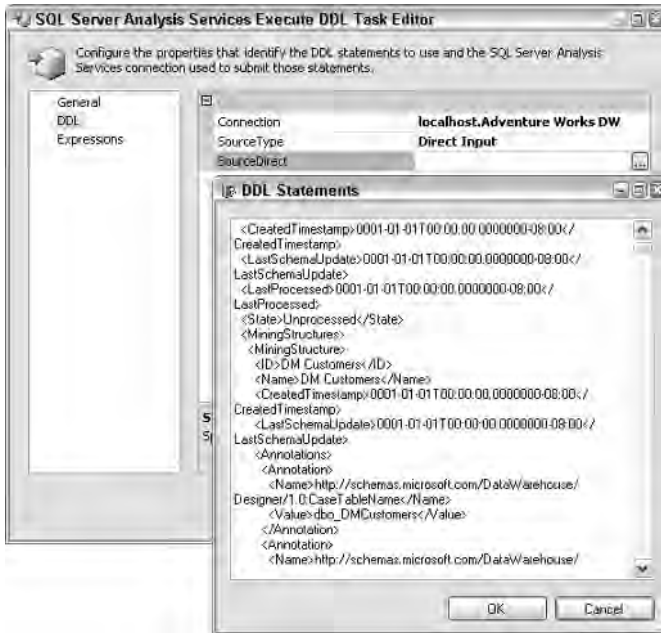 SQL Server Analysis Services Execute DDL Task Editor
Configure the properties that identify the DDL statements to use and the SQL Server Analysis
Services connection used to submit those statements.
General
DDL
Expressions
Connection
localhost.Adventure Works DW
SourceType
Direct Input
SourceDirect
DDL Statements
<CreatedTimestamp>0001-01-01T00:00:00.0000000-08:00</
CreatedTimestamp>
<LastSchemaUpdate>0001-01-01T00:00:00.0000000-08:00</
LastSchemaUpdate>
<LastProcessed>0001-01-01T00:00:00.0000000-08:00</
LastProcessed>
<State>Unprocessed</State>
<MiningStructures>
<MiningStructure>
<ID>DM Customers</ID>
<Name>DM Customers</Name>
<CreatedTimestamp>0001-01-01T00:00:00.0000000-08:00</
CreatedTimestamp>
<LastSchemaUpdate>0001-01-01T00:00:00.0000000-08:00</
LastSchemaUpdate>
<Annotations>
<Annotation>
<Name>http://schemas.microsoft.com/DataWarehouse/
Designer/1.0:CaseTableName</Name>
<Value>dbo_DMCustomers</Value>
</Annotation>
<Annotation>
<Name>http://schemas.microsoft.com/DataWarehouse/
S
Sp
OK
Cancel